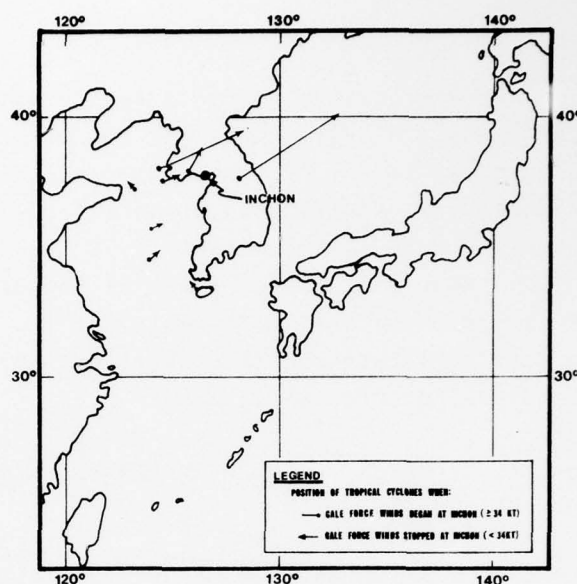 120° 130° 140°
40° 40°
INCHON
30° 30°
LEGEND
POSITION OF TROPICAL CYCLONES WHEN:
GALE FORCE WINDS BEGAN AT INCHON (≥ 34 KT)
GALE FORCE WINDS STOPPED AT INCHON (< 34KT)
120° 130° 140°